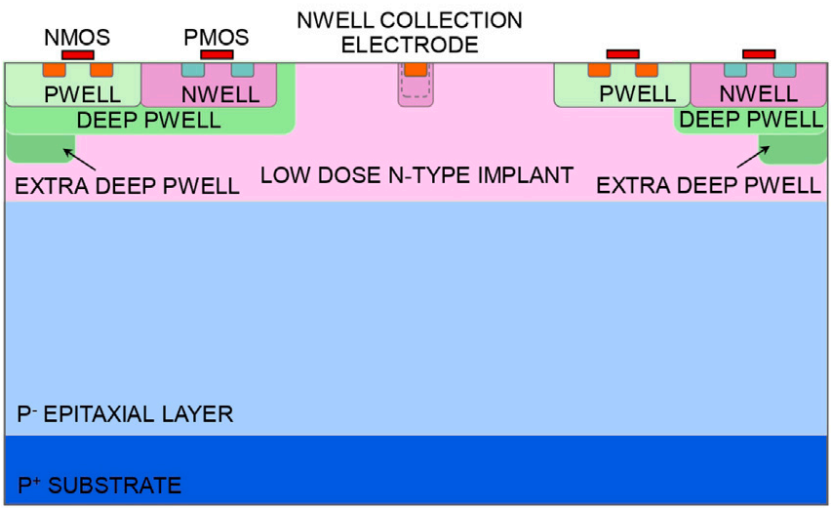 NWELL COLLECTION
ELECTRODE
NMOS
PMOS
PWELL
NWELL
PWELL
NWELL
DEEP PWELL
DEEP PWELL
EXTRA DEEP PWELL
LOW DOSE N-TYPE IMPLANT
EXTRA DEEP PWELL
P- EPITAXIAL LAYER
P+ SUBSTRATE